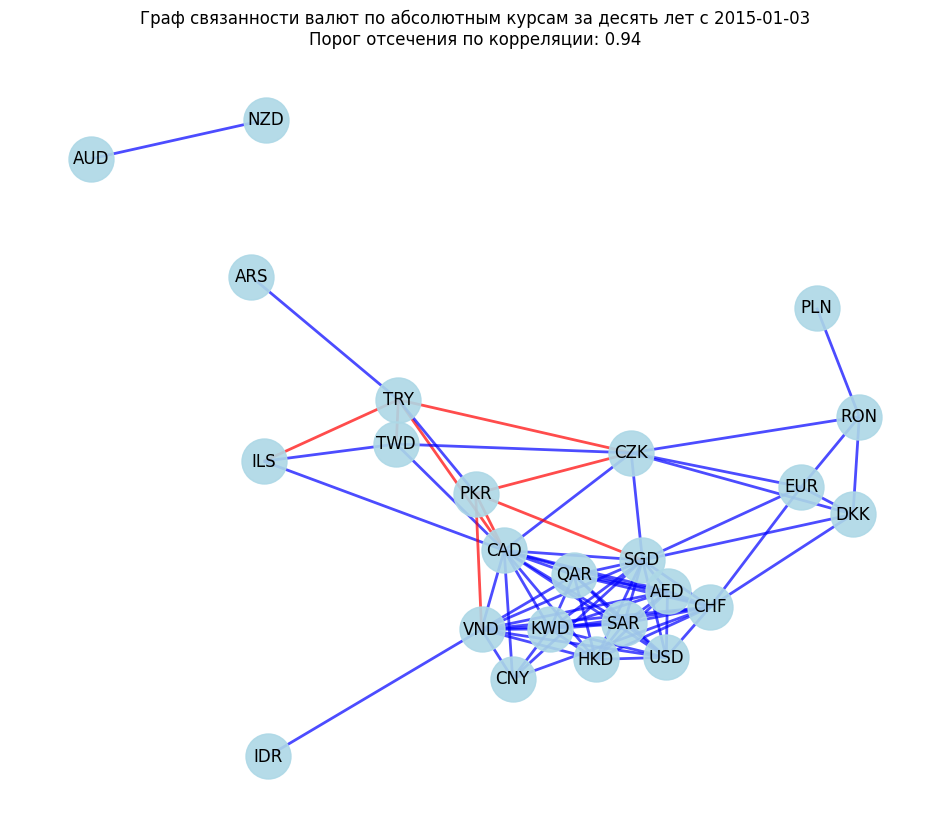 Граф связанности валют по абсолютным курсам за десять лет с 2015-01-03
Порог отсечения по корреляции: 0.94
NZD
AUD
ARS
PLN
TRY
RON
TWD
CZK
ILS
EUR
PKR
DKK
CAD
SGD
QAR
AED
CHF
SAR
VND
KWD
HKD
USD
CNY
IDR